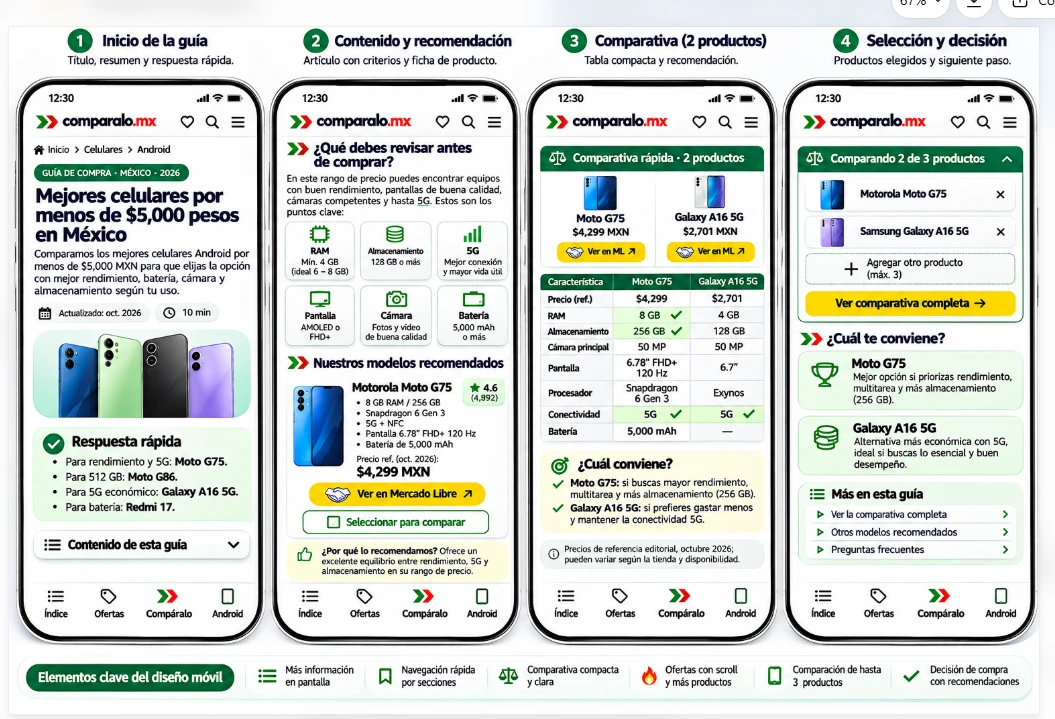 67%
1 Inicio de la guía
Título, resumen y respuesta rápida.
12:30
comparalo.mx
Inicio > Celulares > Android
GUÍA DE COMPRA • MÉXICO • 2026
Mejores celulares por
menos de $5,000 pesos
en México
Comparamos los mejores celulares Android por
menos de $5,000 MXN para que elijas la opción
con mejor rendimiento, batería, cámara y
almacenamiento según tu uso.
Actualizado: oct. 2026
10 min
Respuesta rápida
• Para rendimiento y 5G: Moto G75.
• Para 512 GB: Moto G86.
• Para 5G económico: Galaxy A16 5G.
• Para batería: Redmi 17.
Contenido de esta guía
Índice
Ofertas
Compáralo
Android
2 Contenido y recomendación
Artículo con criterios y ficha de producto.
12:30
comparalo.mx
¿Qué debes revisar antes
de comprar?
En este rango de precio puedes encontrar equipos
con buen rendimiento, pantallas de buena calidad,
cámaras competentes y hasta 5G. Estos son los
puntos clave:
RAM
Mín. 4 GB
(ideal 6 – 8 GB)
Almacenamiento
128 GB o más
5G
Mejor conexión
y mayor vida útil
Pantalla
AMOLED o
FHD+
Cámara
Fotos y video
de buena calidad
Batería
5,000 mAh
o más
Nuestros modelos recomendados
Motorola Moto G75
★ 4.6
(4,892)
• 8 GB RAM / 256 GB
• Snapdragon 6 Gen 3
• 5G + NFC
• Pantalla 6.78" FHD+ 120 Hz
• Batería de 5,000 mAh
Precio ref. (oct. 2026):
$4,299 MXN
Ver en Mercado Libre ↗
Seleccionar para comparar
¿Por qué lo recomendamos? Ofrece un
excelente equilibrio entre rendimiento, 5G y
almacenamiento en su rango de precio.
Índice
Ofertas
Compáralo
Android
3 Comparativa (2 productos)
Tabla compacta y recomendación.
12:30
comparalo.mx
Comparativa rápida • 2 productos
Moto G75
$4,299 MXN
Ver en ML ↗
Galaxy A16 5G
$2,701 MXN
Ver en ML ↗
Característica Moto G75 Galaxy A16 5G
Precio (ref.) $4,299 $2,701
RAM 8 GB ✓ 4 GB
Almacenamiento 256 GB ✓ 128 GB
Cámara principal 50 MP 50 MP
Pantalla 6.78" FHD+ 120 Hz 6.7"
Procesador Snapdragon 6 Gen 3 Exynos
Conectividad 5G ✓ 5G ✓
Batería 5,000 mAh —
¿Cuál conviene?
✓ Moto G75: si buscas mayor rendimiento,
multitarea y más almacenamiento (256 GB).
✓ Galaxy A16 5G: si prefieres gastar menos
y mantener la conectividad 5G.
Precios de referencia editorial, octubre 2026;
pueden variar según la tienda y disponibilidad.
Índice
Ofertas
Compáralo
Android
4 Selección y decisión
Productos elegidos y siguiente paso.
12:30
comparalo.mx
Comparando 2 de 3 productos
Motorola Moto G75 ×
Samsung Galaxy A16 5G ×
+ Agregar otro producto
(máx. 3)
Ver comparativa completa →
¿Cuál te conviene?
Moto G75
Mejor opción si priorizas rendimiento,
multitarea y más almacenamiento
(256 GB).
Galaxy A16 5G
Alternativa más económica con 5G,
ideal si buscas lo esencial y buen
desempeño.
Más en esta guía
Ver la comparativa completa
Otros modelos recomendados
Preguntas frecuentes
Índice
Ofertas
Compáralo
Android
Elementos clave del diseño móvil
Más información
en pantalla
Navegación rápida
por secciones
Comparativa compacta
y clara
Ofertas con scroll
y más productos
Comparación de hasta
3 productos
Decisión de compra
con recomendaciones